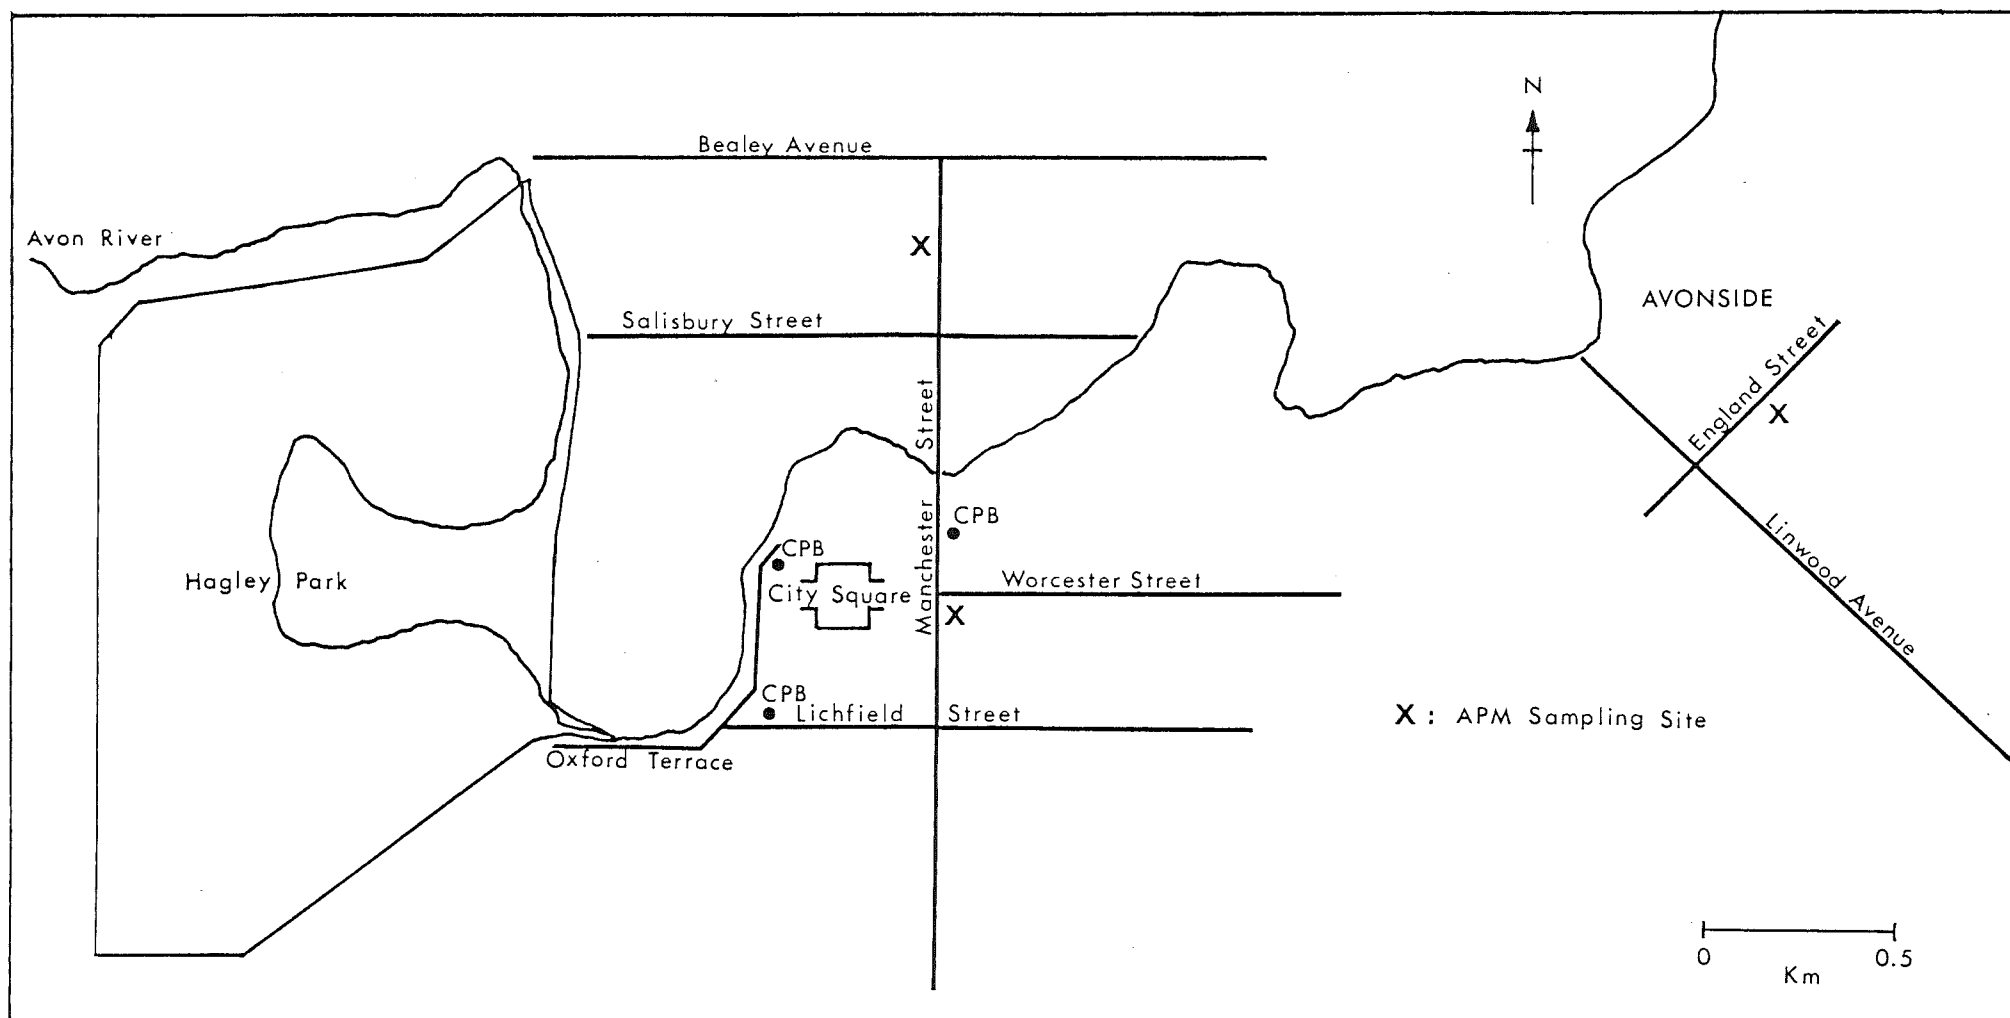 N
Bealey Avenue
Avon River
X
AVONSIDE
Salisbury Street
England Street
X
Manchester Street
CPB
CPB
Hagley Park
City Square
Worcester Street
X
Linwood Avenue
CPB
Lichfield Street
X : APM Sampling Site
Oxford Terrace
0 0.5
Km